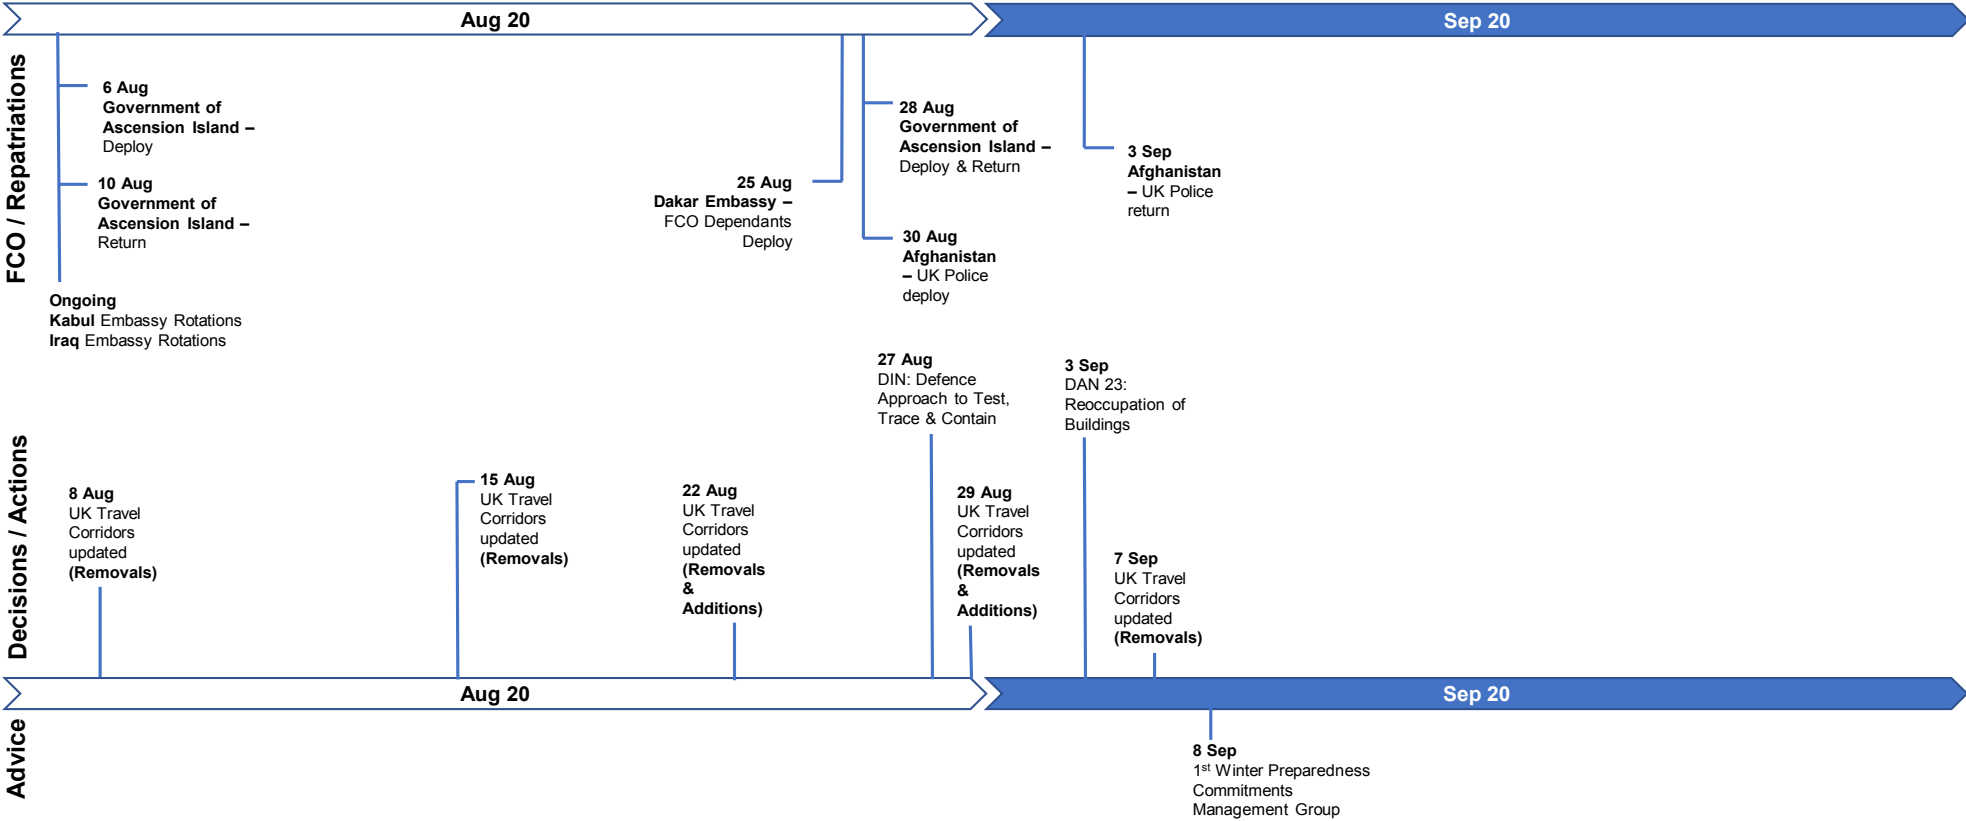 Aug 20
Sep 20
FCO / Repatriations
6 Aug
Government of
Ascension Island –
Deploy
10 Aug
Government of
Ascension Island –
Return
Ongoing
Kabul Embassy Rotations
Iraq Embassy Rotations
25 Aug
Dakar Embassy –
FCO Dependants
Deploy
28 Aug
Government of
Ascension Island –
Deploy & Return
30 Aug
Afghanistan
– UK Police
deploy
3 Sep
Afghanistan
– UK Police
return
Decisions / Actions
8 Aug
UK Travel
Corridors
updated
(Removals)
15 Aug
UK Travel
Corridors
updated
(Removals)
22 Aug
UK Travel
Corridors
updated
(Removals
&
Additions)
27 Aug
DIN: Defence
Approach to Test,
Trace & Contain
29 Aug
UK Travel
Corridors
updated
(Removals
&
Additions)
3 Sep
DAN 23:
Reoccupation of
Buildings
7 Sep
UK Travel
Corridors
updated
(Removals)
Aug 20
Sep 20
Advice
8 Sep
1st Winter Preparedness
Commitments
Management Group